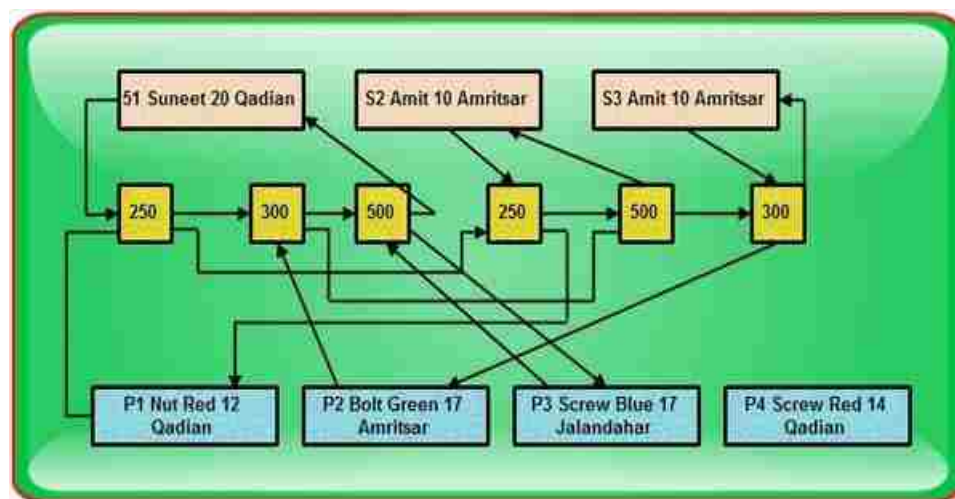 51 Suneet 20 Qadian
S2 Amit 10 Amritsar
S3 Amit 10 Amritsar
250
300
500
250
500
300
P1 Nut Red 12
Qadian
P2 Bolt Green 17
Amritsar
P3 Screw Blue 17
Jalandahar
P4 Screw Red 14
Qadian